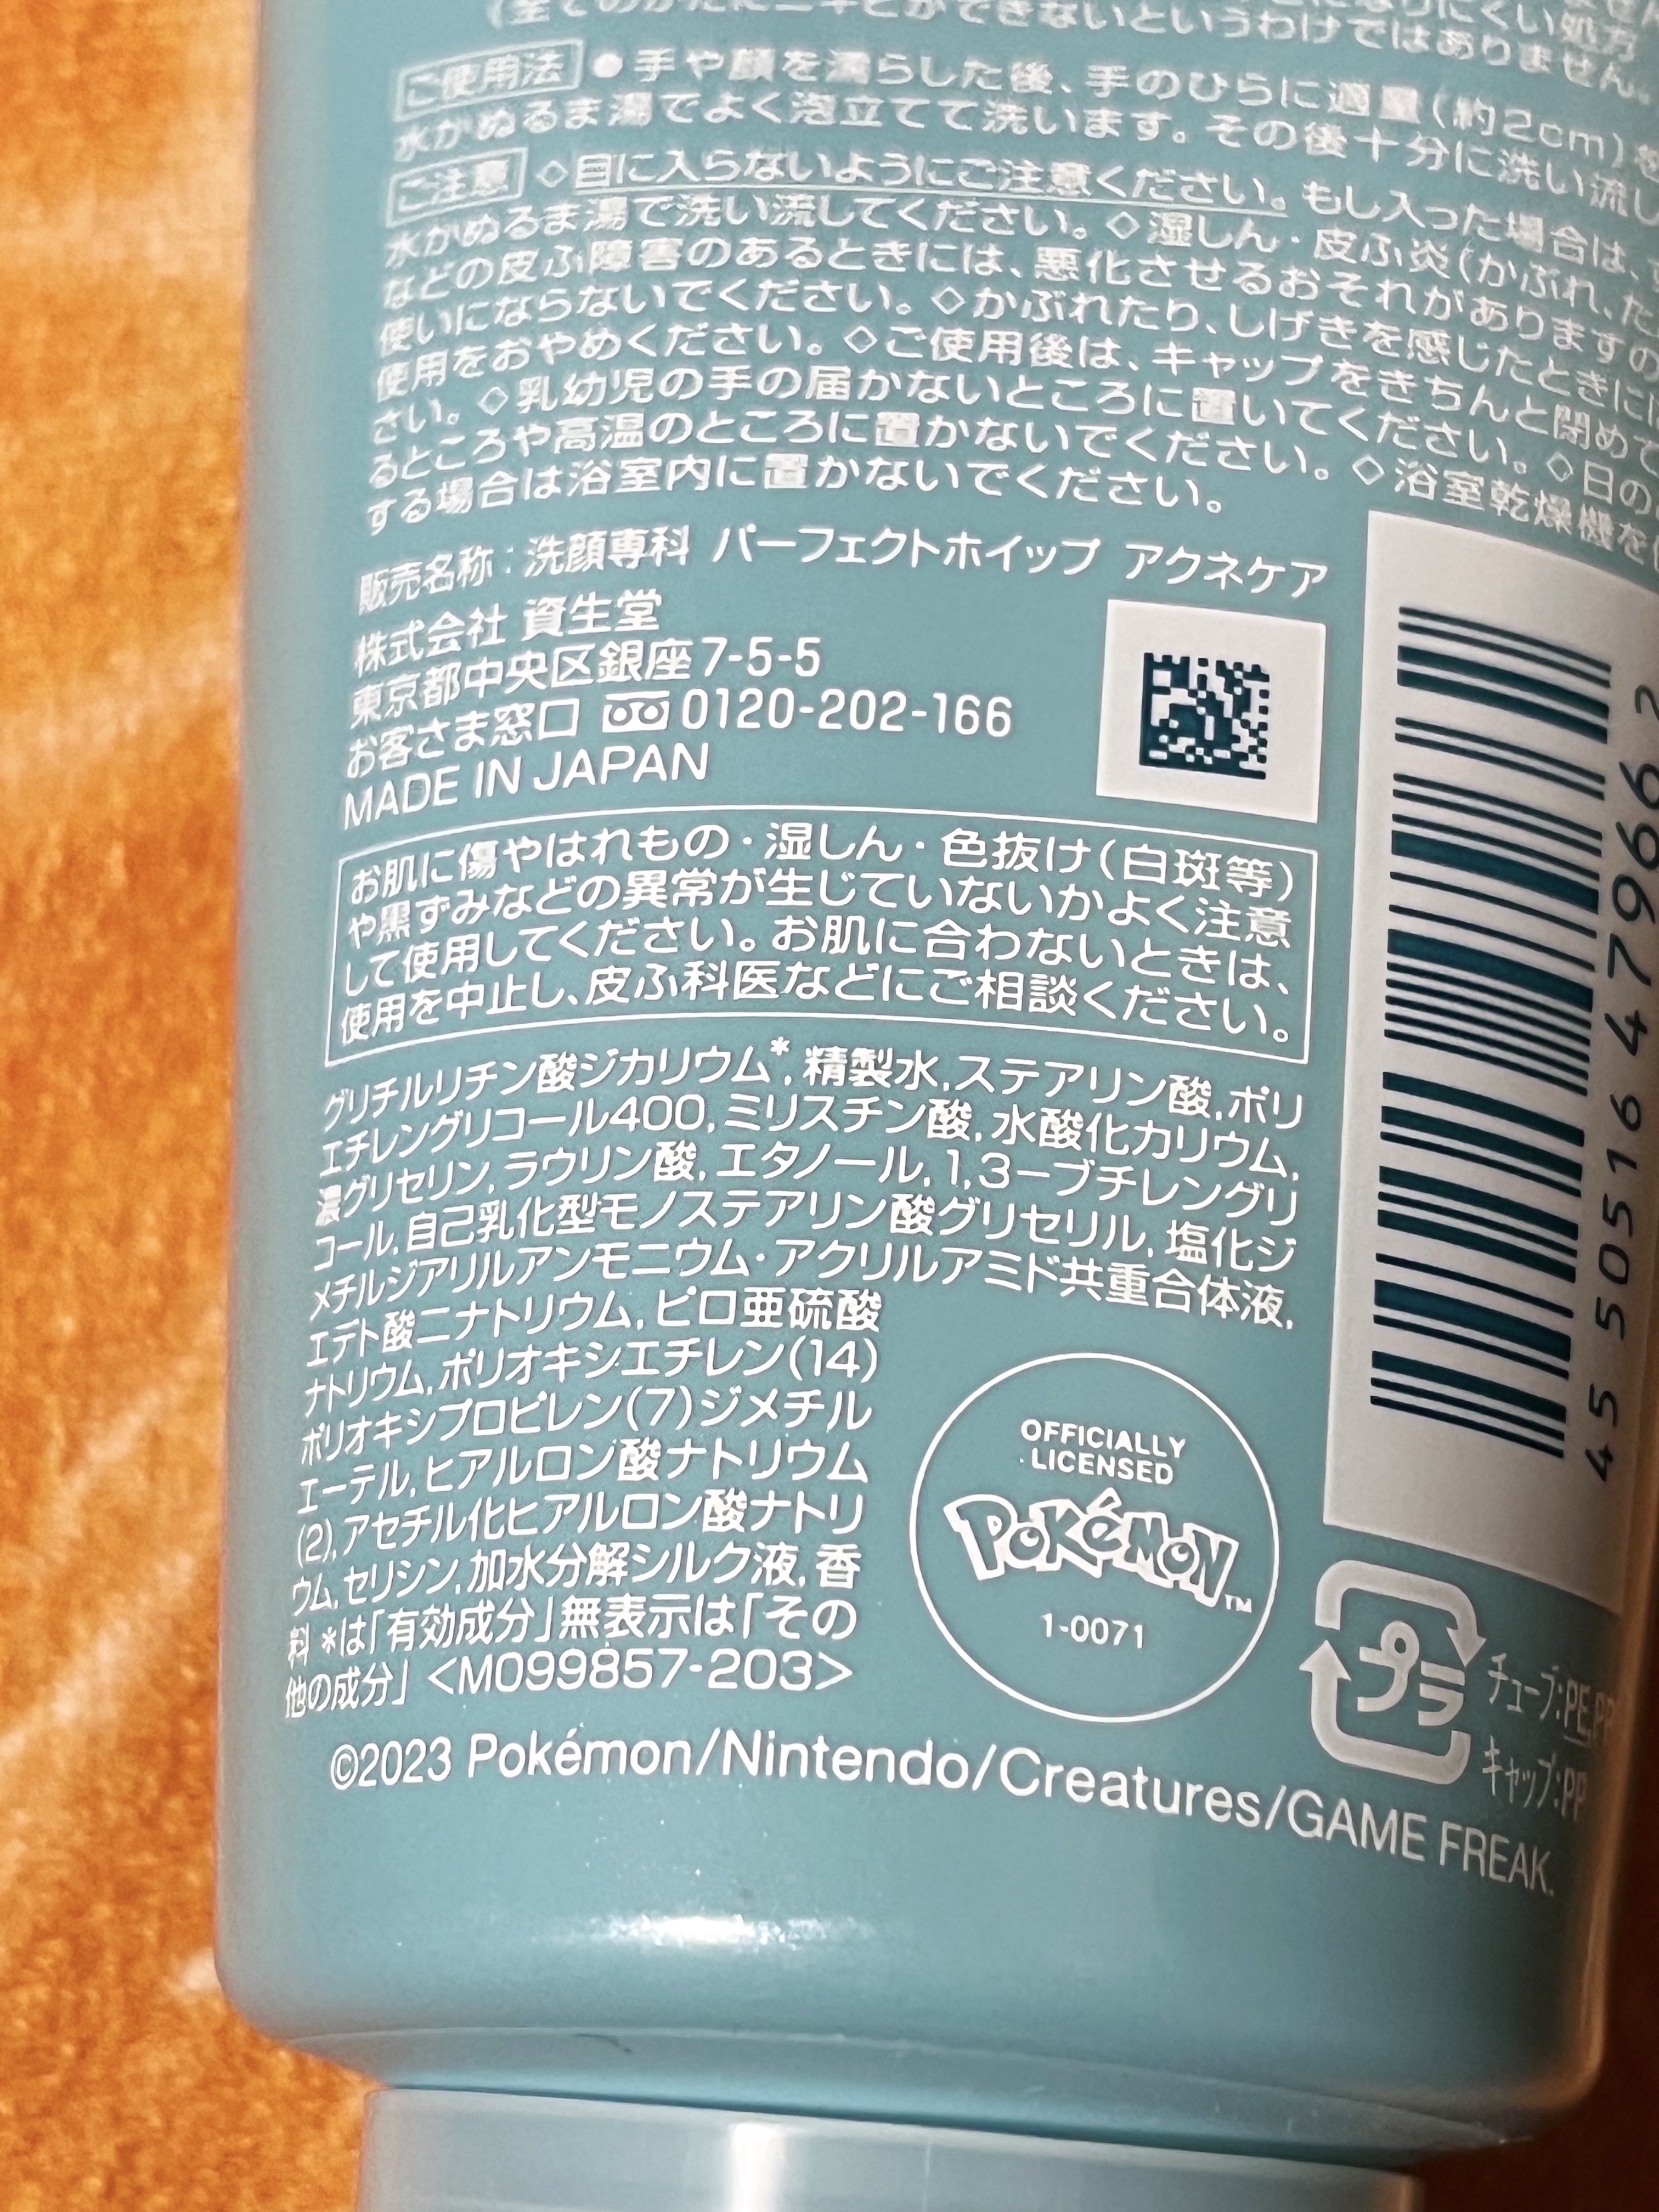 (全てのかたにニキビができないというわけではありません。
ご使用法 ●手や顔を濡らした後、手のひらに適量(約2cm)を
水かぬるま湯でよく泡立てて洗います。その後十分に洗い流し
ご注意 ◇目に入らないようにご注意ください。もし入った場合は、す
水かぬるま湯で洗い流してください。◇湿しん・皮ふ炎(かぶれ、た
などの皮ふ障害のあるときには、悪化させるおそれがありますの
使いにならないでください。◇かぶれたり、しげきを感じたときには
使用をおやめください。◇ご使用後は、キャップをきちんと閉めて
さい。◇乳幼児の手の届かないところに置いてください。◇日の
るところや高温のところに置かないでください。◇浴室乾燥機を使
する場合は浴室内に置かないでください。
販売名称:洗顔専科 パーフェクトホイップ アクネケア
株式会社 資生堂
東京都中央区銀座7-5-5
お客さま窓口 0120-202-166
MADE IN JAPAN
お肌に傷やはれもの・湿しん・色抜け(白斑等)
や黒ずみなどの異常が生じていないかよく注意
して使用してください。お肌に合わないときは、
使用を中止し、皮ふ科医などにご相談ください。
グリチルリチン酸ジカリウム*,精製水,ステアリン酸,ポリ
エチレングリコール400,ミリスチン酸,水酸化カリウム,
濃グリセリン,ラウリン酸,エタノール,1,3－ブチレングリ
コール,自己乳化型モノステアリン酸グリセリル,塩化ジ
メチルジアリルアンモニウム・アクリルアミド共重合体液,
エデト酸二ナトリウム,ピロ亜硫酸
ナトリウム,ポリオキシエチレン(14)
ポリオキシプロピレン(7)ジメチル
エーテル,ヒアルロン酸ナトリウム
(2),アセチル化ヒアルロン酸ナトリ
ウム,セリシン,加水分解シルク液,香
料 *は「有効成分」無表示は「その
他の成分」 <M099857-203>
OFFICIALLY
LICENSED
POKéMON™
1-0071
4550516479662
プラ
チューブ:PE,PP
キャップ:PP
©2023 Pokémon/Nintendo/Creatures/GAME FREAK.